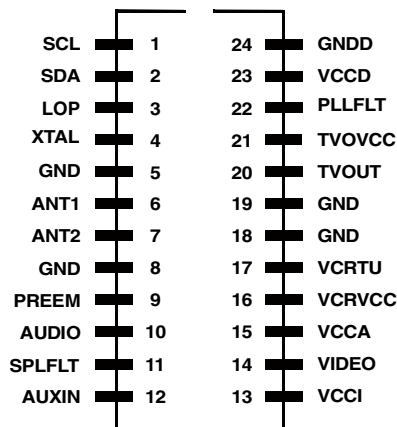 SCL 1 24 GNDD
SDA 2 23 VCCD
LOP 3 22 PLLFLT
XTAL 4 21 TVOVCC
GND 5 20 TVOUT
ANT1 6 19 GND
ANT2 7 18 GND
GND 8 17 VCRTU
PREEM 9 16 VCRVCC
AUDIO 10 15 VCCA
SPLFLT 11 14 VIDEO
AUXIN 12 13 VCCI